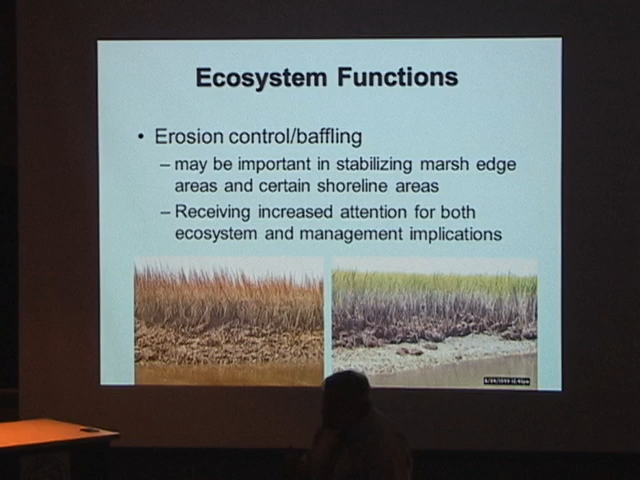 Ecosystem Functions
• Erosion control/baffling
– may be important in stabilizing marsh edge
areas and certain shoreline areas
– Receiving increased attention for both
ecosystem and management implications